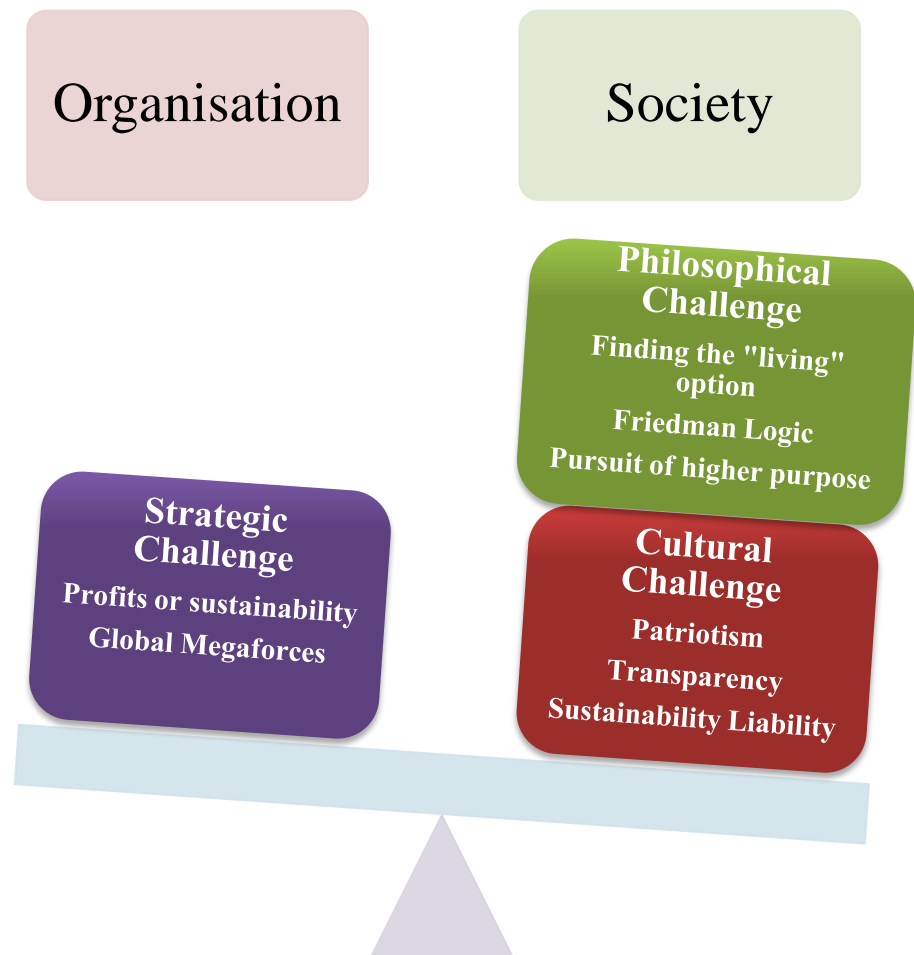 Organisation
Society
Philosophical
Challenge
Finding the "living"
option
Friedman Logic
Pursuit of higher purpose
Strategic
Challenge
Profits or sustainability
Global Megaforces
Cultural
Challenge
Patriotism
Transparency
Sustainability Liability